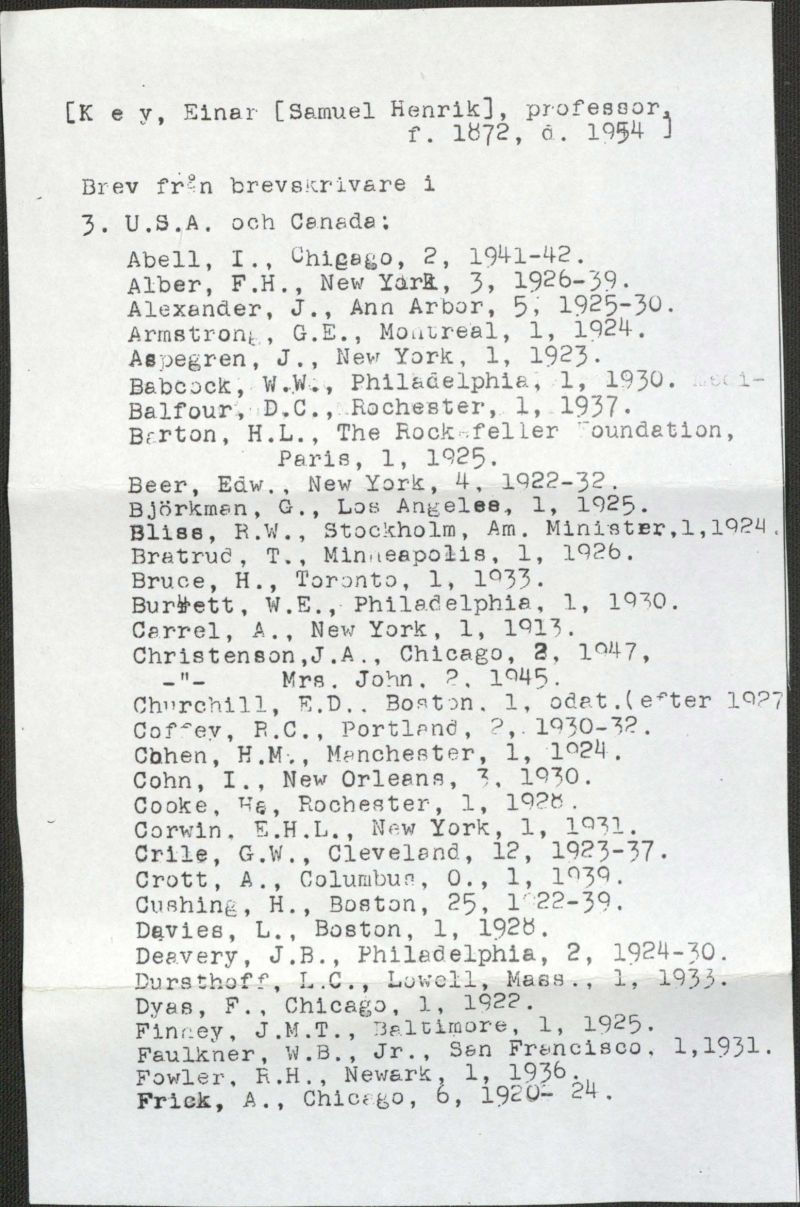 [K e y, Einar [Samuel Henrik], professor,
f. 1872, d. 1954 ]
Brev från brevskrivare i
3. U.S.A. och Canada:
Abell, I., Chicago, 2, 1941-42.
Alber, F.H., New York, 3, 1926-39.
Alexander, J., Ann Arbor, 5, 1925-30.
Armstrong, G.E., Montreal, 1, 1924.
Aspegren, J., New York, 1, 1923.
Babcock, W.W., Philadelphia, 1, 1930.
Balfour, D.C., Rochester, 1, 1937.
Barton, H.L., The Rockefeller Foundation,
Paris, 1, 1925.
Beer, Edw., New York, 4, 1922-32.
Björkman, G., Los Angeles, 1, 1925.
Bliss, R.W., Stockholm, Am. Minister,1,1924.
Bratrud, T., Minneapolis, 1, 1926.
Bruce, H., Toronto, 1, 1933.
Burnett, W.E., Philadelphia, 1, 1930.
Carrel, A., New York, 1, 1913.
Christenson,J.A., Chicago, 2, 1947,
-"- Mrs. John, 2, 1945.
Churchill, E.D., Boston, 1, odat.(efter 1927
Coffey, R.C., Portland, 2, 1930-32.
Cohen, H.M., Manchester, 1, 1924.
Cohn, I., New Orleans, 3, 1930.
Cooke, Rochester, 1, 1928.
Corwin, E.H.L., New York, 1, 1931.
Crile, G.W., Cleveland, 12, 1923-37.
Crott, A., Columbus, O., 1, 1939.
Cushing, H., Boston, 25, 1922-39.
Davies, L., Boston, 1, 1928.
Deavery, J.B., Philadelphia, 2, 1924-30.
Dursthoff, L.C., Lowell, Mass., 1, 1933.
Dyas, F., Chicago, 1, 1922.
Finney, J.M.T., Baltimore, 1, 1925.
Faulkner, W.B., Jr., San Francisco, 1,1931.
Fowler, R.H., Newark, 1, 1936.
Frick, A., Chicago, 6, 1920- 24.